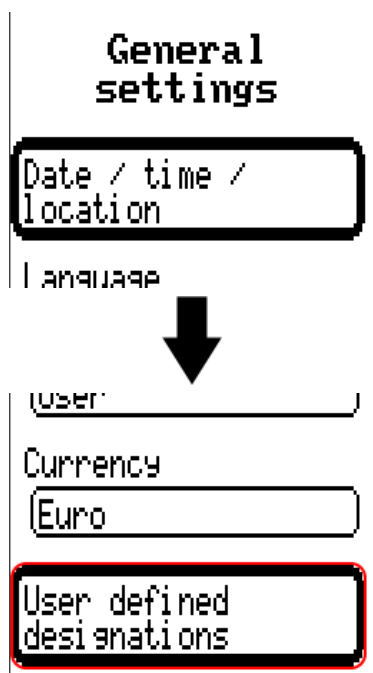 General
settings
Date / time /
location
Language
User
Currency
Euro
User defined
designations